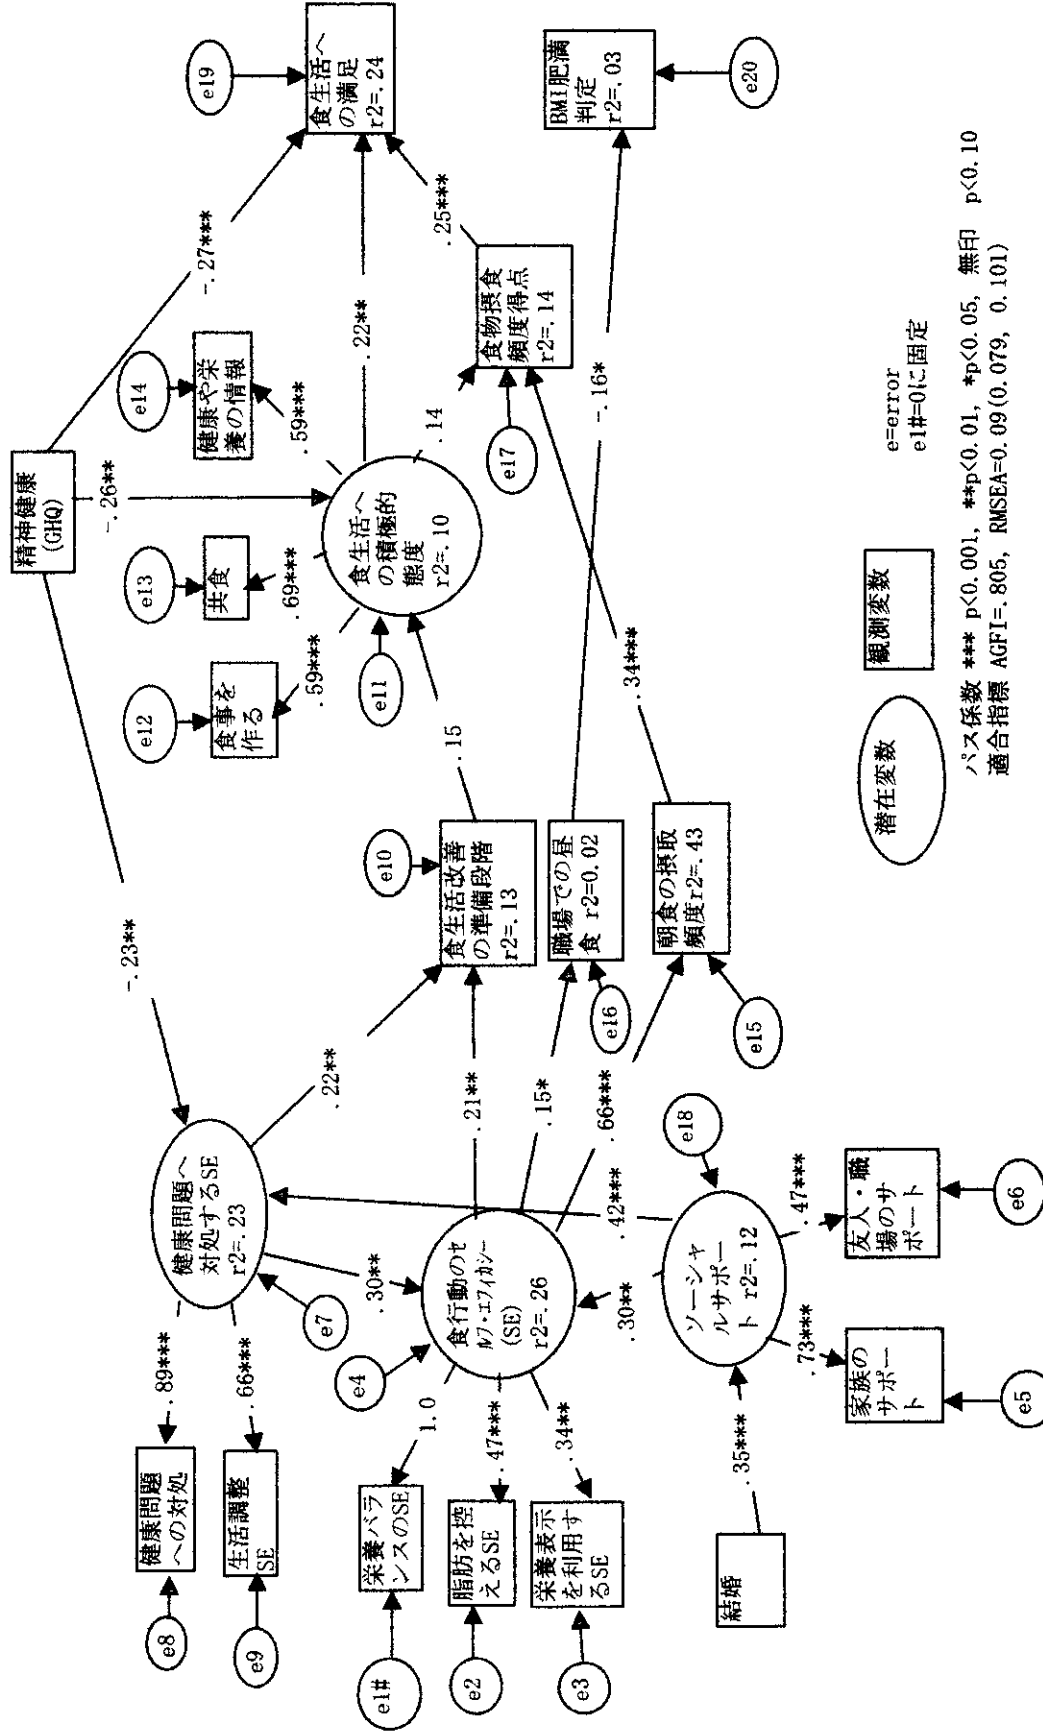 e8
健康問題
への対処
.89***
健康問題へ
対処するSE
r2=.23
e9
生活調整
SE
.66***
e7
-.23**
精神健康
(GHQ)
-.26**
-.27***
e12
食事を
作る
.59***
e13
共食
.69***
e14
健康や栄
養の情報
.59***
e19
食生活へ
の満足
r2=.24
.22**
.30**
e4
e1#
栄養バラ
ンスのSE
1.0
食行動のセ
ルフ・エフィカシー
(SE)
r2=.26
e2
脂肪を控
えるSE
.47***
e3
栄養表示
を利用す
るSE
.34**
.21**
e10
食生活改善
の準備段階
r2=.13
.15
e11
食生活へ
の積極的
態度
r2=.10
.22**
.14
.25***
食物摂食
頻度得点
r2=.14
e17
.15*
e16
職場での昼
食 r2=0.02
-.16*
BMI肥満
判定
r2=.03
e20
.66***
e15
朝食の摂取
頻度r2=.43
.34***
.42***
.30**
e18
結婚
.35***
ソーシャ
ルサポー
ト r2=.12
.73***
家族の
サポー
ト
e5
.47***
友人・職
場のサ
ポート
e6
潜在変数
観測変数
e=error
e1#=0に固定
パス係数 *** p<0.001, **p<0.01, *p<0.05, 無印 p<0.10
適合指標 AGFI=.805, RMSEA=0.09(0.079, 0.101)